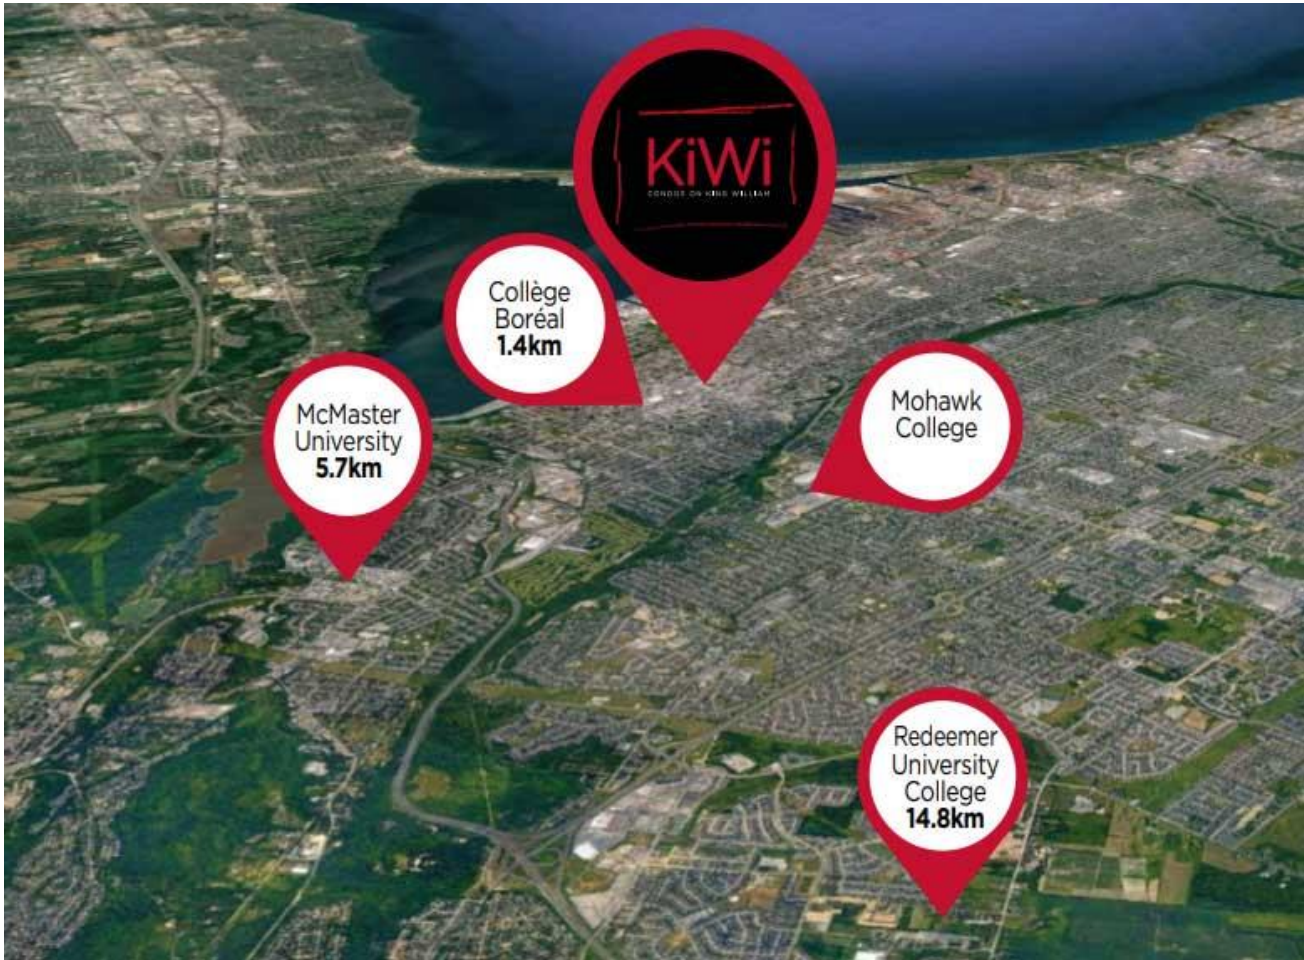 KiWi
CONDOS ON KING WILLIAM
Collège
Boréal
1.4km
McMaster
University
5.7km
Mohawk
College
Redeemer
University
College
14.8km